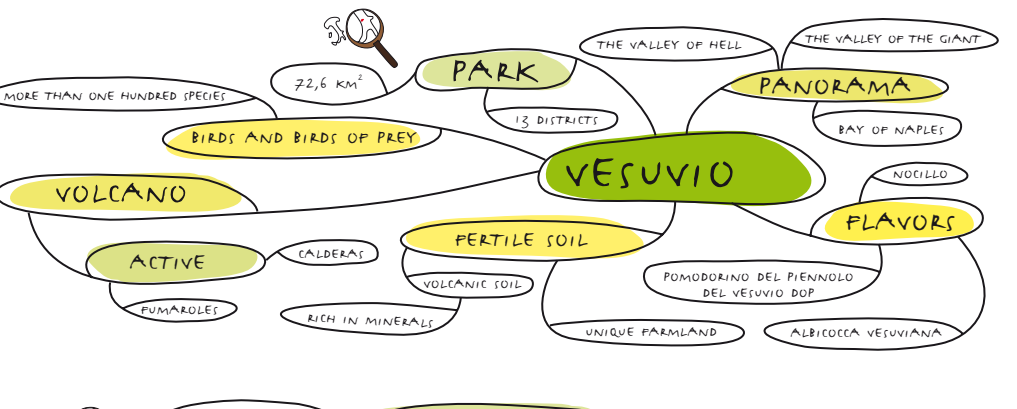 THE VALLEY OF HELL
THE VALLEY OF THE GIANT
PARK
72,6 KM²
PANORAMA
MORE THAN ONE HUNDRED SPECIES
13 DISTRICTS
BAY OF NAPLES
BIRDS AND BIRDS OF PREY
VESUVIO
NOCILLO
VOLCANO
FLAVORS
FERTILE SOIL
CALDERAS
ACTIVE
POMODORINO DEL PIENNOLO
DEL VESUVIO DOP
VOLCANIC SOIL
FUMAROLES
RICH IN MINERALS
UNIQUE FARMLAND
ALBICOCCA VESUVIANA